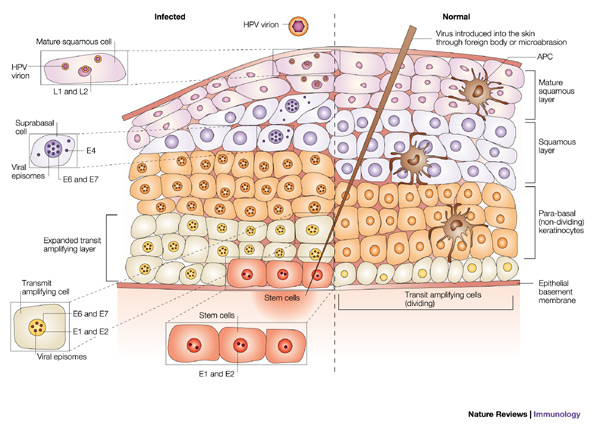 Infected
Normal
HPV virion
Virus introduced into the skin
through foreign body or microabrasion
APC
Mature squamous cell
HPV
virion
L1 and L2
Mature
squamous
layer
Suprabasal
cell
E4
Viral
episomes
E6 and E7
Squamous
layer
Para-basal
(non-dividing)
keratinocytes
Expanded transit
amplifying layer
Transmit
amplifying cell
E6 and E7
E1 and E2
Viral episomes
Stem cells
Transit amplifying cells
(dividing)
Epithelial
basement
membrane
Stem cells
E1 and E2
Nature Reviews | Immunology